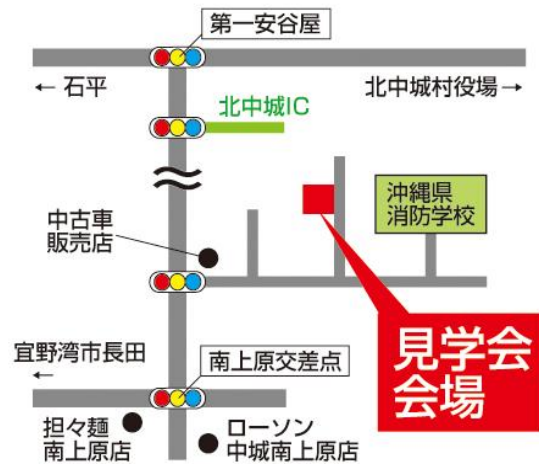 第一安谷屋
← 石平
北中城村役場→
北中城IC
沖縄県
消防学校
中古車
販売店
見学会
会場
宜野湾市長田
←
南上原交差点
担々麺
南上原店
ローソン
中城南上原店